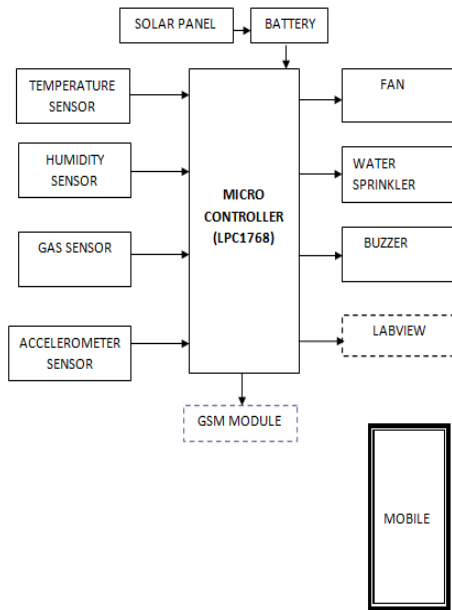 SOLAR PANEL
BATTERY
TEMPERATURE
SENSOR
HUMIDITY
SENSOR
GAS SENSOR
ACCELEROMETER
SENSOR
MICRO
CONTROLLER
(LPC1768)
FAN
WATER
SPRINKLER
BUZZER
LABVIEW
GSM MODULE
MOBILE